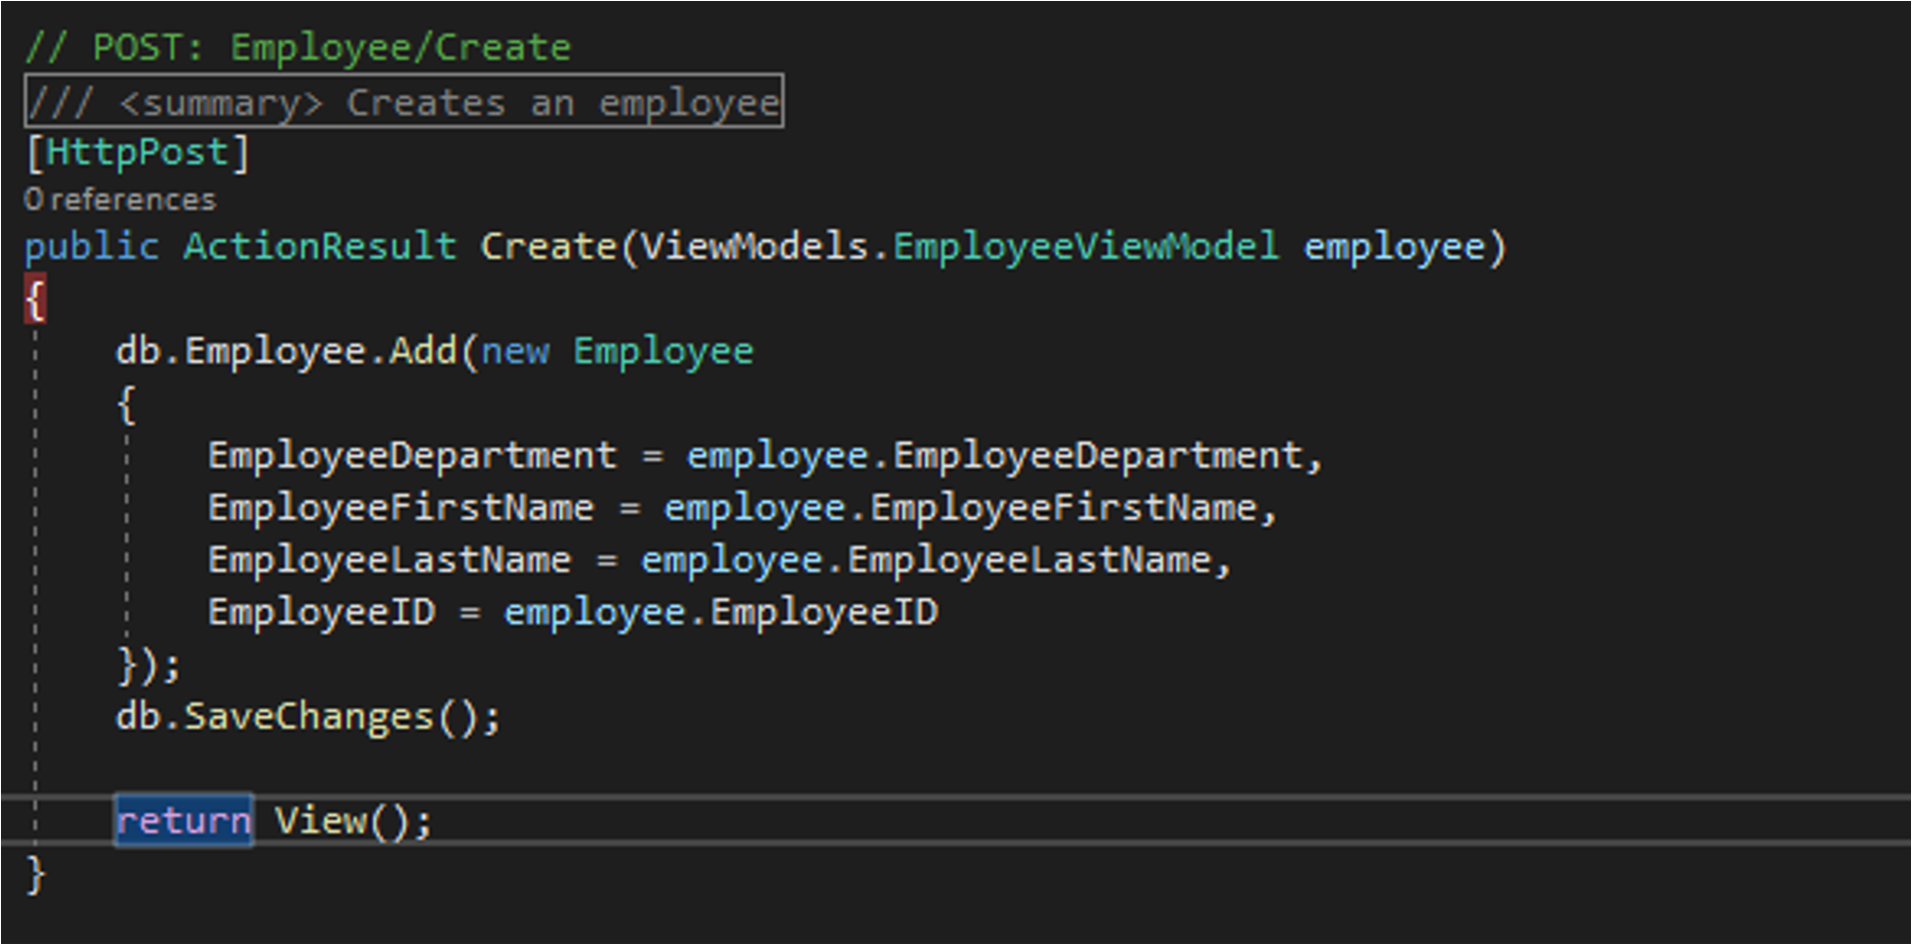 // POST: Employee/Create
/// <summary> Creates an employee
[HttpPost]
0 references
public ActionResult Create(ViewModels.EmployeeViewModel employee)
{
    db.Employee.Add(new Employee
    {
        EmployeeDepartment = employee.EmployeeDepartment,
        EmployeeFirstName = employee.EmployeeFirstName,
        EmployeeLastName = employee.EmployeeLastName,
        EmployeeID = employee.EmployeeID
    });
    db.SaveChanges();
    return View();
}